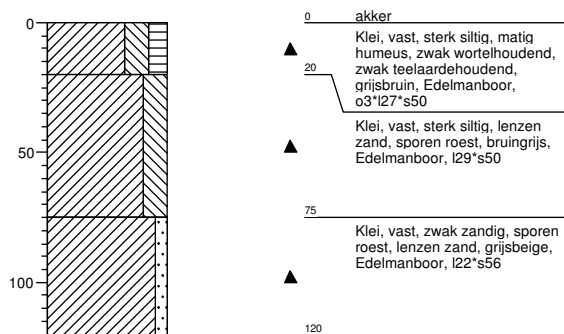 0
50
100
0 akker
Klei, vast, sterk siltig, matig
humeus, zwak wortelhoudend,
zwak teelaardehoudend,
grijsbruin, Edelmanboor,
o3*l27*s50
20
Klei, vast, sterk siltig, lenzen
zand, sporen roest, bruingrijs,
Edelmanboor, l29*s50
75
Klei, vast, zwak zandig, sporen
roest, lenzen zand, grijsbeige,
Edelmanboor, l22*s56
120